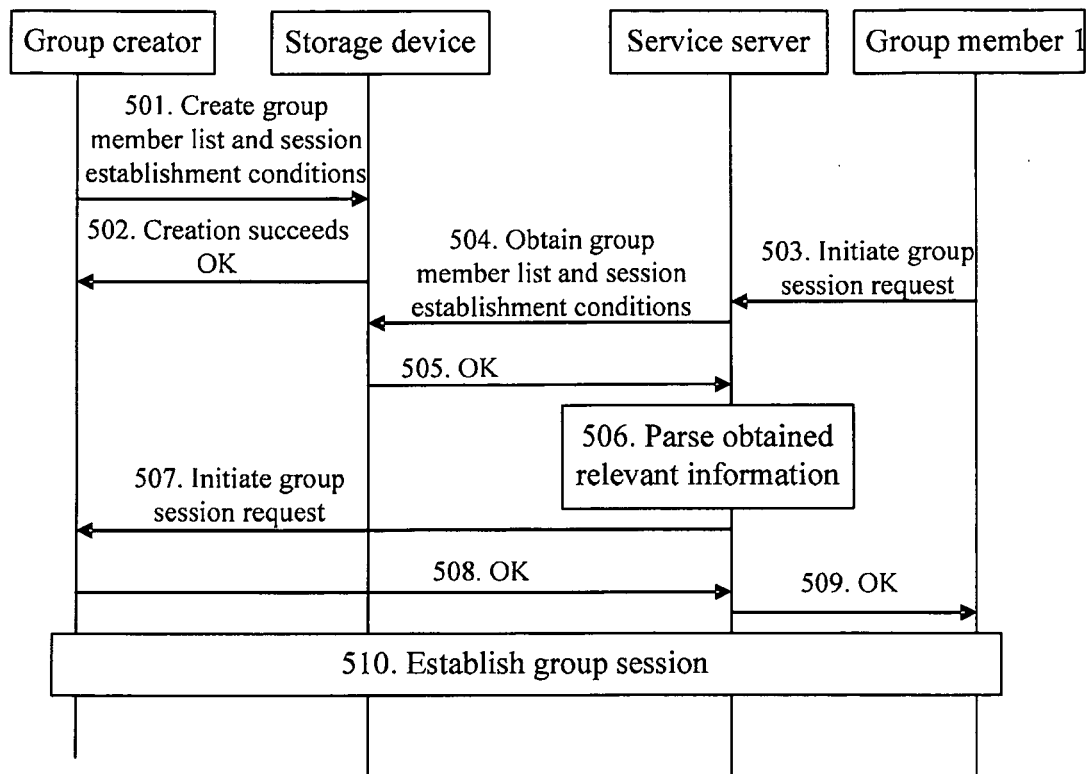 Group creator
Storage device
Service server
Group member 1
501. Create group
member list and session
establishment conditions
502. Creation succeeds
OK
504. Obtain group
member list and session
establishment conditions
503. Initiate group
session request
505. OK
506. Parse obtained
relevant information
507. Initiate group
session request
508. OK
509. OK
510. Establish group session